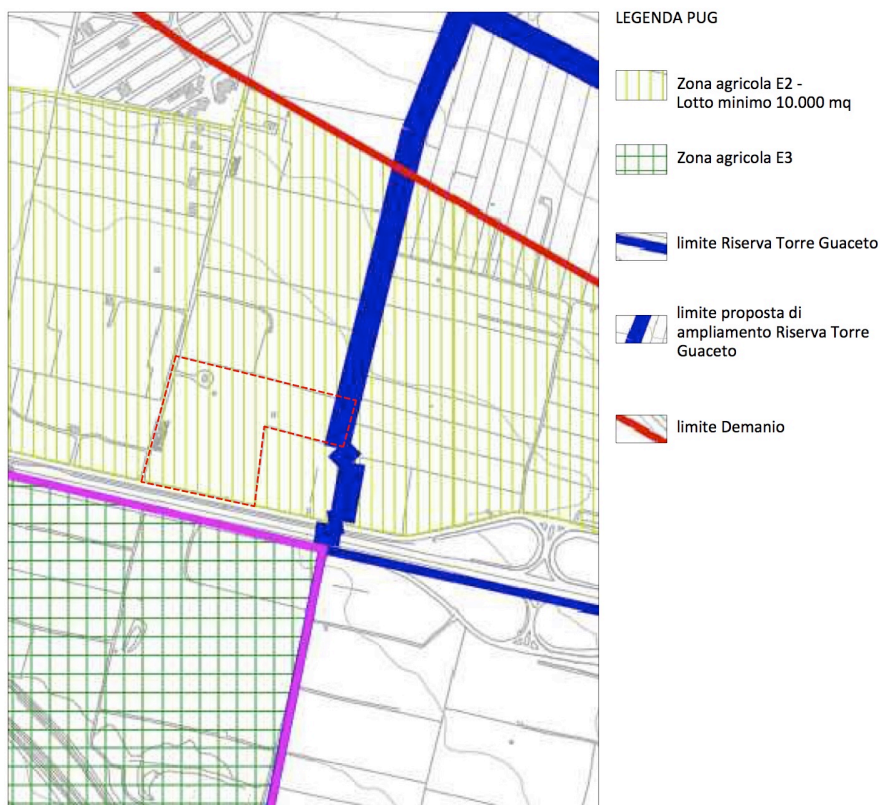 LEGENDA PUG
Zona agricola E2 -
Lotto minimo 10.000 mq
Zona agricola E3
limite Riserva Torre Guaceto
limite proposta di
ampliamento Riserva Torre
Guaceto
limite Demanio